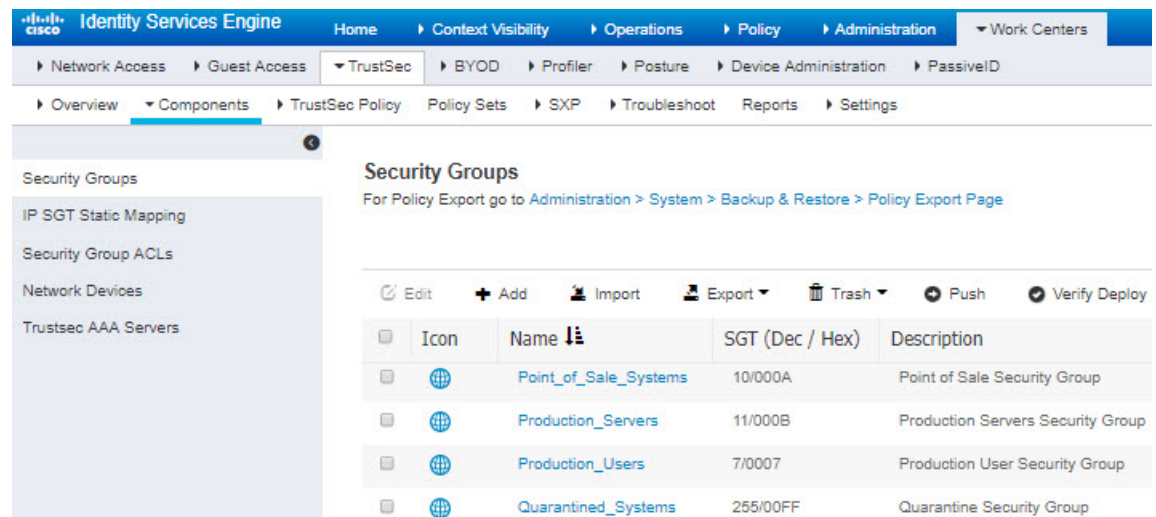 cisco Identity Services Engine Home Context Visibility Operations Policy Administration Work Centers
Network Access Guest Access TrustSec BYOD Profiler Posture Device Administration PassiveID
Overview Components TrustSec Policy Policy Sets SXP Troubleshoot Reports Settings
Security Groups
IP SGT Static Mapping
Security Group ACLs
Network Devices
Trustsec AAA Servers
Security Groups
For Policy Export go to Administration > System > Backup & Restore > Policy Export Page
Edit Add Import Export Trash Push Verify Deploy
Icon Name SGT (Dec / Hex) Description
Point_of_Sale_Systems 10/000A Point of Sale Security Group
Production_Servers 11/000B Production Servers Security Group
Production_Users 7/0007 Production User Security Group
Quarantined_Systems 255/00FF Quarantine Security Group